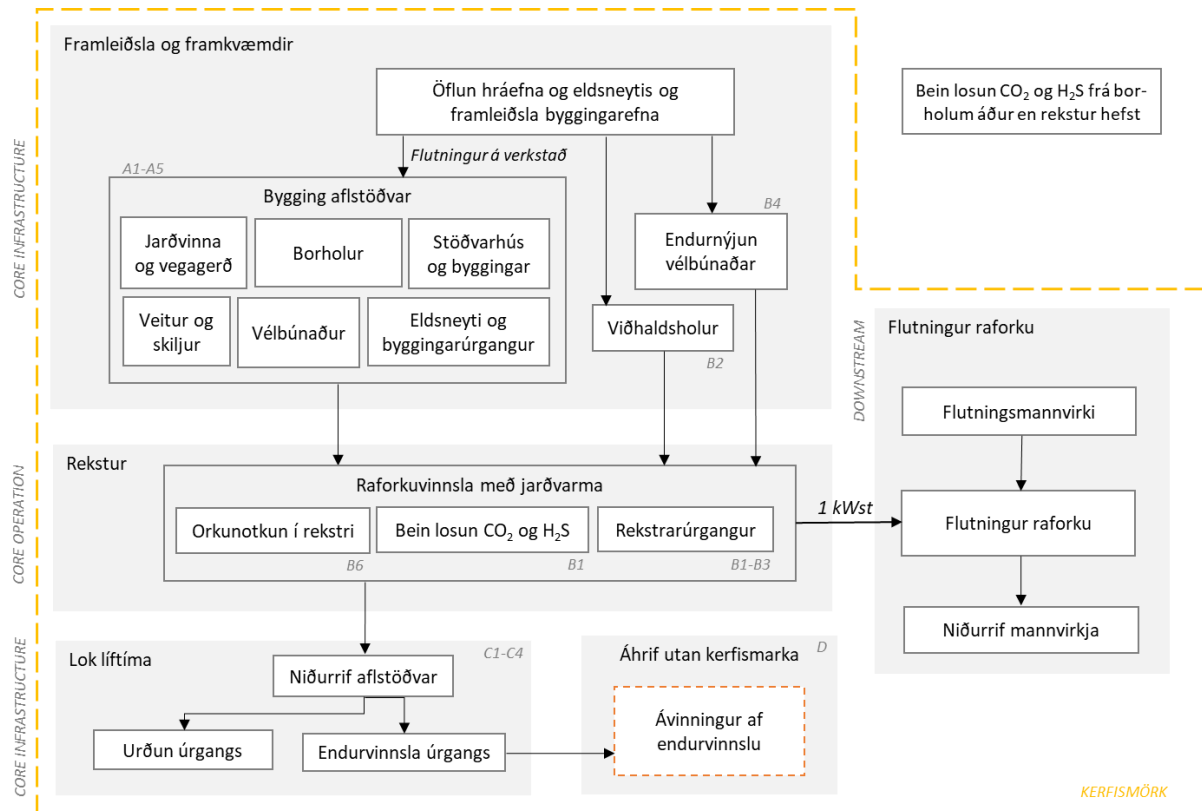 Framleiðsla og framkvæmdir
Öflun hráefna og eldsneytis og
framleiðsla byggingarefna
Bein losun CO₂ og H₂S frá bor-
holum áður en rekstur hefst
Flutningur á verkstað
A1-A5
Bygging aflstöðvar
Jarðvinna
og vegagerð
Borholur
Stöðvarhús
og byggingar
Veitur og
skiljur
Vélbúnaður
Eldsneyti og
byggingarúrgangur
B4
Endurnýjun
vélbúnaðar
Viðhaldsholur
B2
CORE INFRASTRUCTURE
Rekstur
Raforkuvinnsla með jarðvarma
Orkunotkun í rekstri
Bein losun CO₂ og H₂S
Rekstrarúrgangur
B6
B1
B1-B3
CORE OPERATION
1 kWst
DOWNSTREAM
Flutningur raforku
Flutningsmannvirki
Flutningur raforku
Niðurrif mannvirkja
Lok líftíma
C1-C4
Niðurrif aflstöðvar
Urðun úrgangs
Endurvinnsla úrgangs
CORE INFRASTRUCTURE
Áhrif utan kerfismarka
D
Ávinningur af
endurvinnslu
KERFISMÖRK